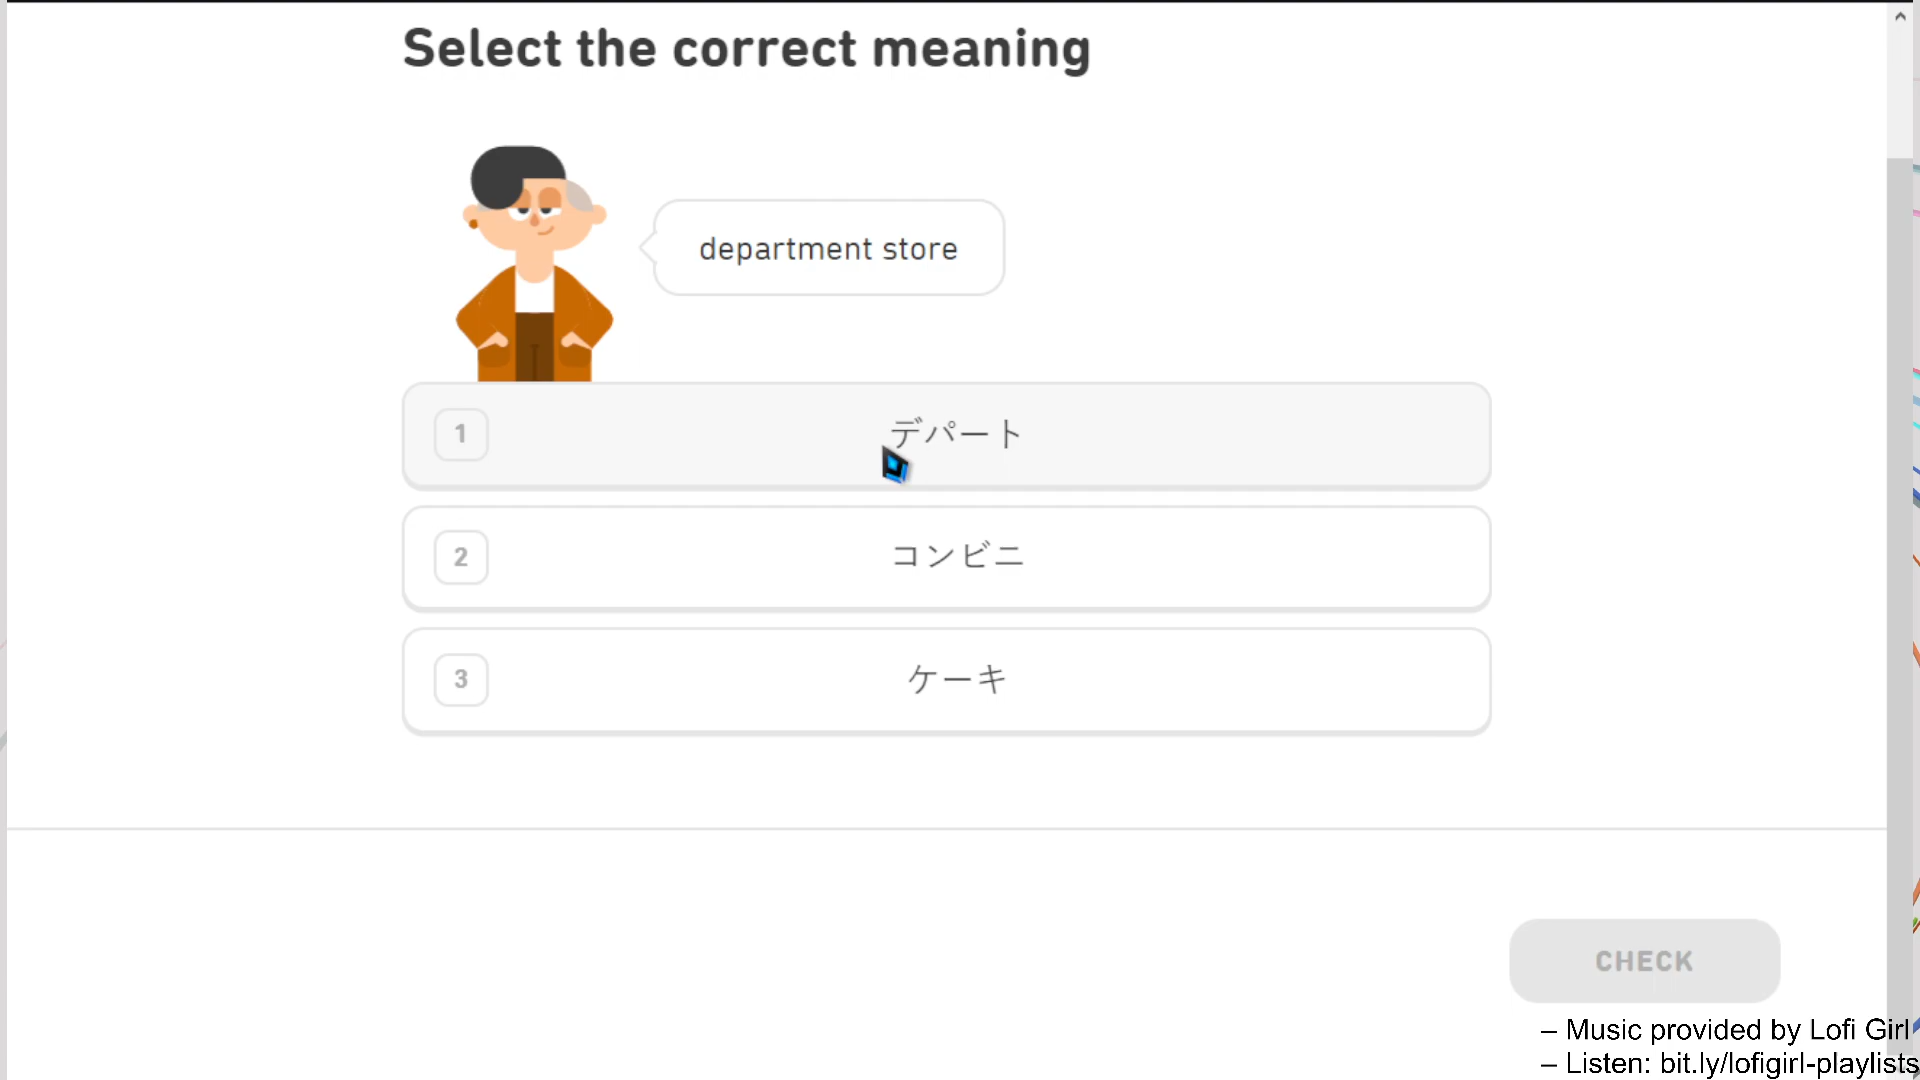 Select the correct meaning
department store
1 デパート
2 コンビニ
3 ケーキ
CHECK
– Music provided by Lofi Girl
– Listen: bit.ly/lofigirl-playlists